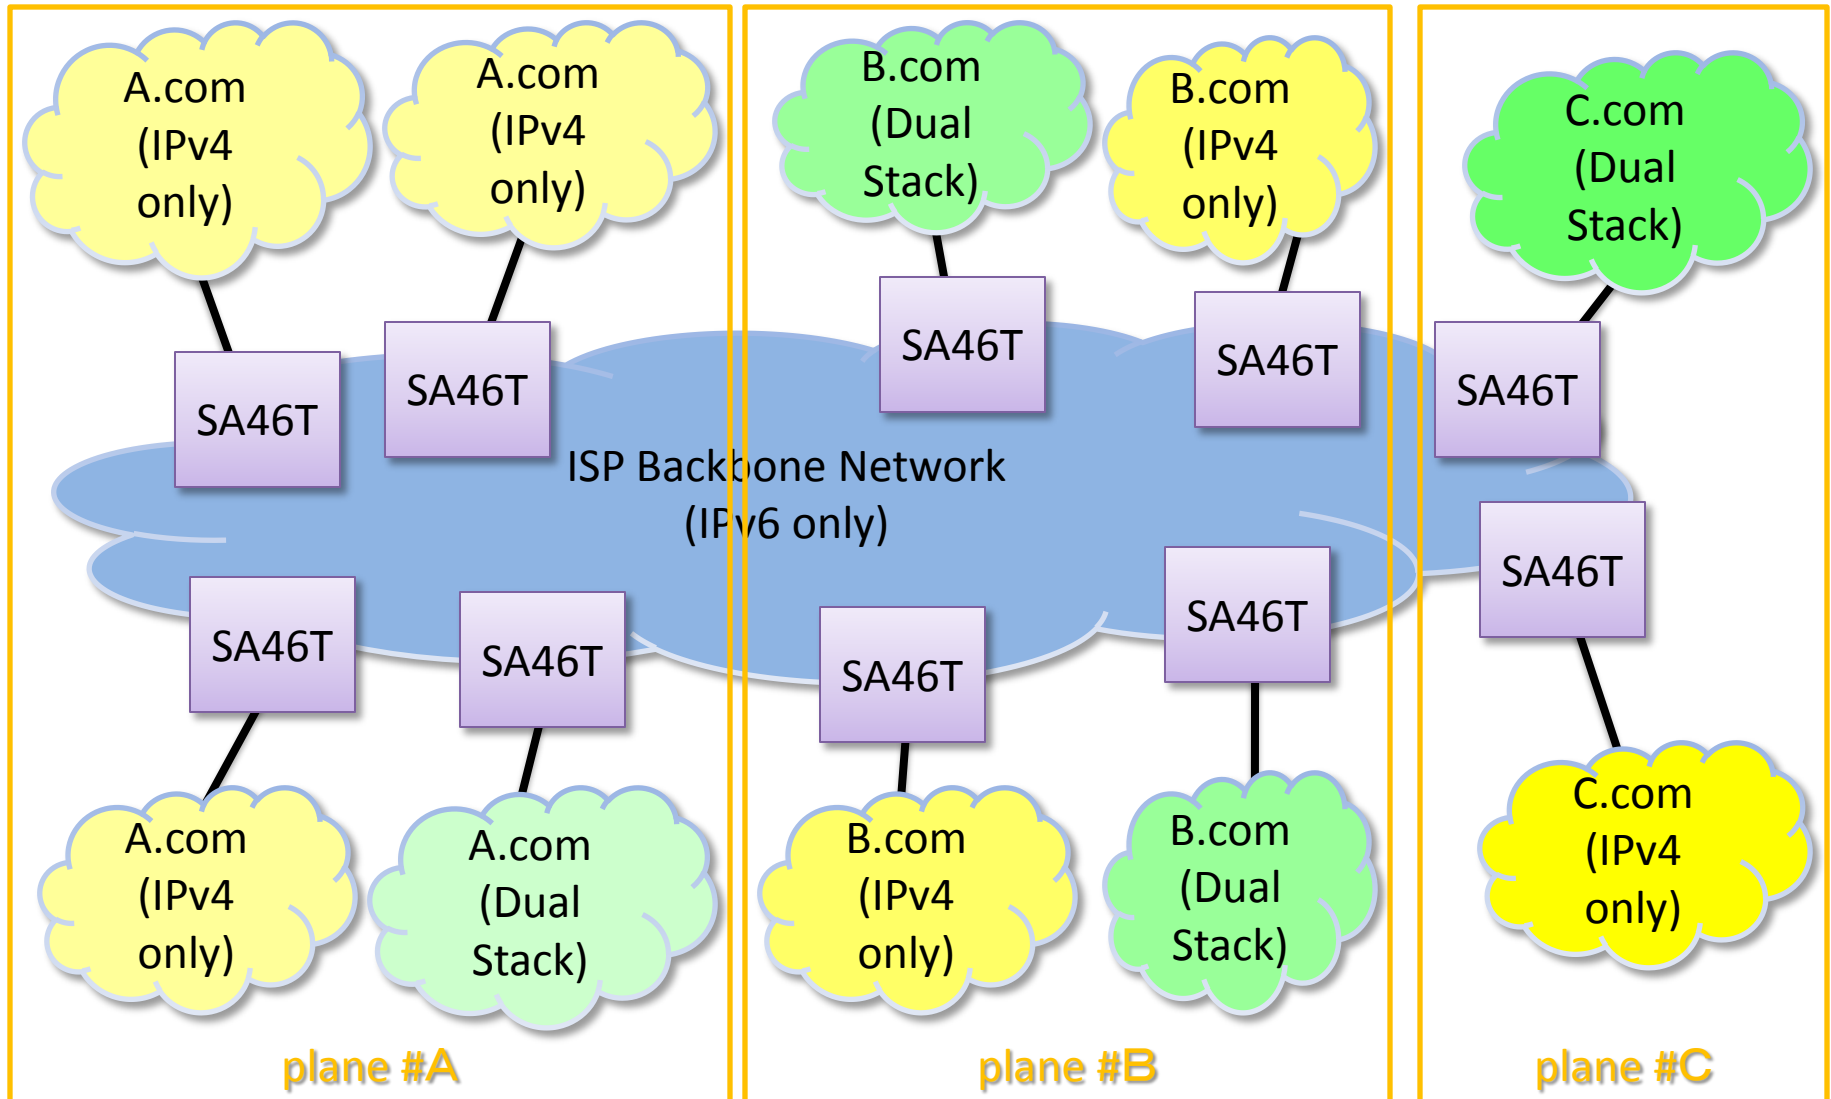 A.com
(IPv4
only)
A.com
(IPv4
only)
B.com
(Dual
Stack)
B.com
(IPv4
only)
C.com
(Dual
Stack)
SA46T
SA46T
SA46T
SA46T
SA46T
ISP Backbone Network
(IPv6 only)
SA46T
SA46T
SA46T
SA46T
SA46T
A.com
(IPv4
only)
A.com
(Dual
Stack)
B.com
(IPv4
only)
B.com
(Dual
Stack)
C.com
(IPv4
only)
plane #A
plane #B
plane #C